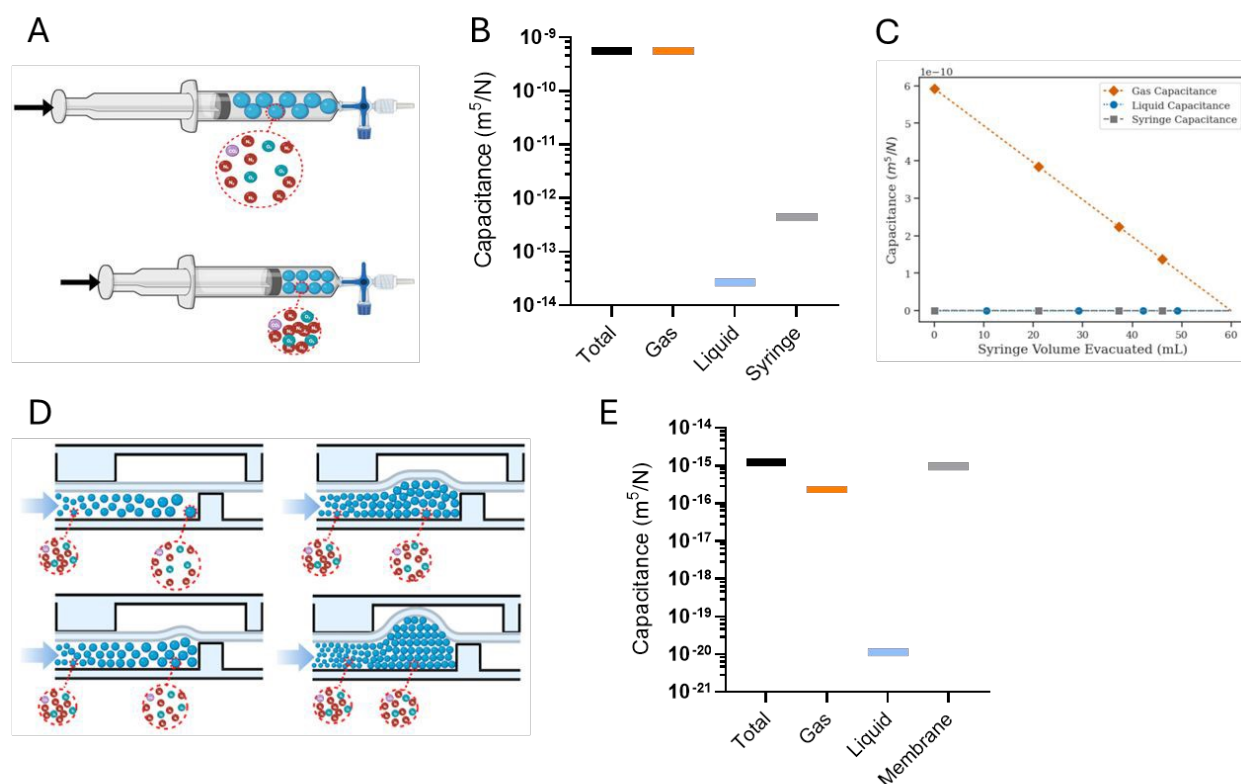 A
B
10-9
10-10
10-11
10-12
10-13
10-14
Capacitance (m5/N)
Total
Gas
Liquid
Syringe
C
1e-10
6
5
4
3
2
1
0
Capacitance (m5/N)
Gas Capacitance
Liquid Capacitance
Syringe Capacitance
0 10 20 30 40 50 60
Syringe Volume Evacuated (mL)
D
E
10-14
10-15
10-16
10-17
10-18
10-19
10-20
10-21
Capacitance (m5/N)
Total
Gas
Liquid
Membrane